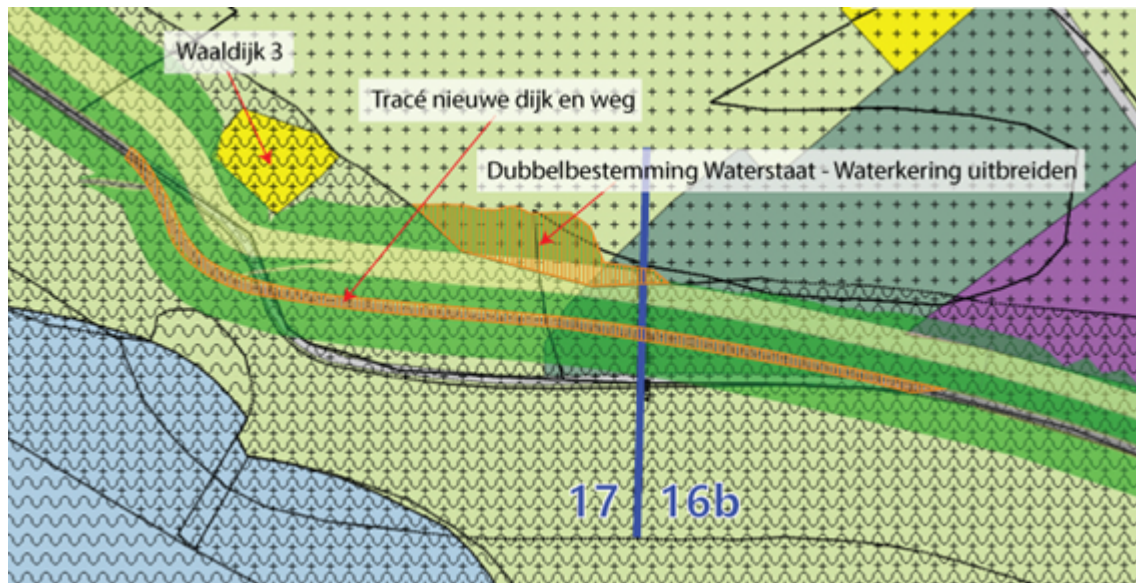 Waaldijk 3
Tracé nieuwe dijk en weg
Dubbelbestemming Waterstaat - Waterkering uitbreiden
17 16b